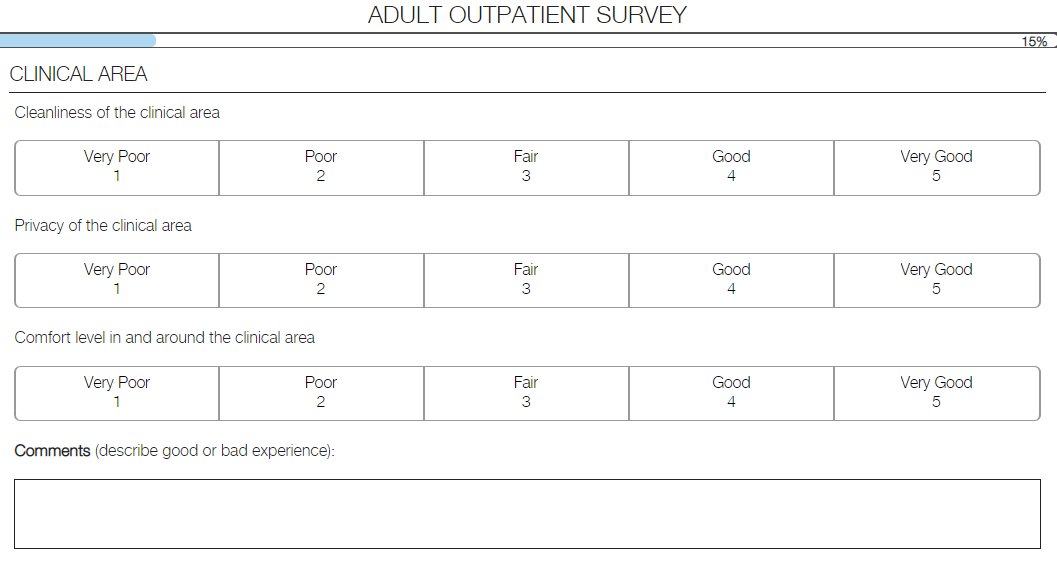 ADULT OUTPATIENT SURVEY
15%
CLINICAL AREA
Cleanliness of the clinical area
Very Poor Poor Fair Good Very Good
1 2 3 4 5
Privacy of the clinical area
Very Poor Poor Fair Good Very Good
1 2 3 4 5
Comfort level in and around the clinical area
Very Poor Poor Fair Good Very Good
1 2 3 4 5
Comments (describe good or bad experience):